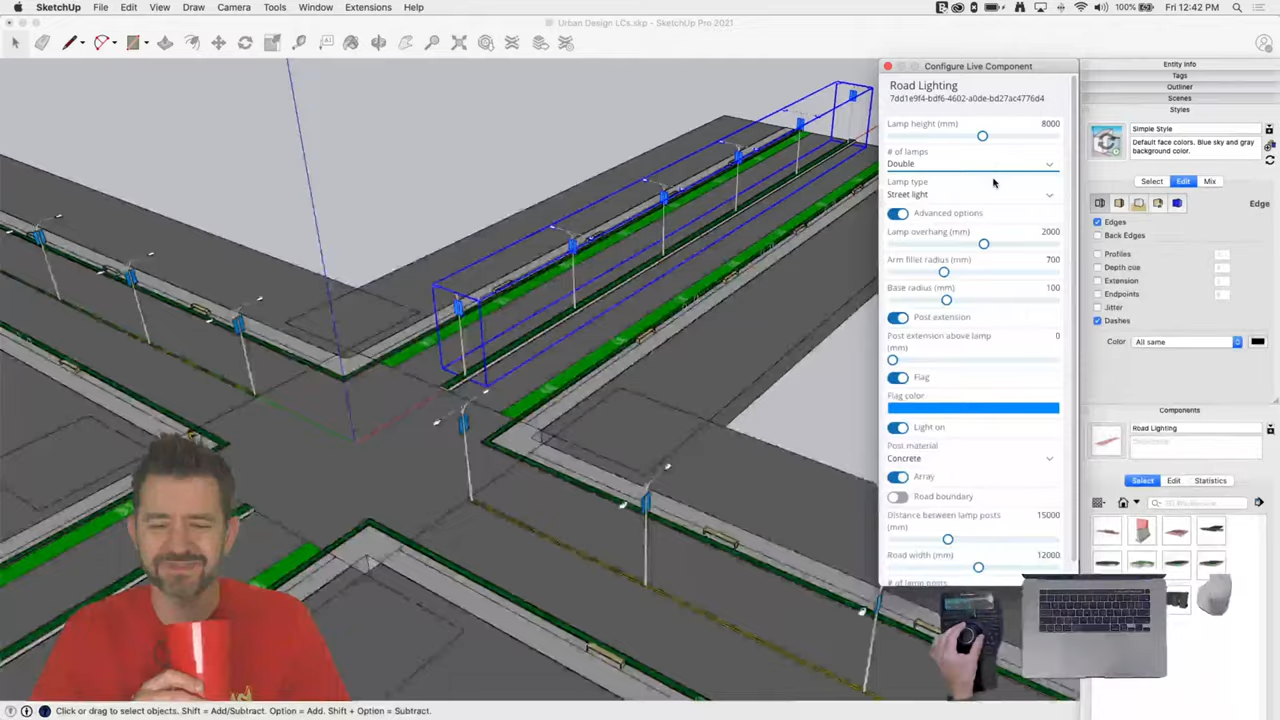 SketchUp File Edit View Draw Camera Tools Window Extensions Help
100% Fri 12:42 PM
Urban Design LCs.skp - SketchUp Pro 2021
Configure Live Component
Road Lighting
7dd1e9f4-bdf6-4602-a0de-bd27ac4776d4
Lamp height (mm) 8000
# of lamps
Double
Lamp type
Street light
Advanced options
Lamp overhang (mm) 2000
Arm fillet radius (mm) 700
Base radius (mm) 100
Post extension
Post extension above lamp (mm) 0
Flag
Flag color
Light on
Post material
Concrete
Array
Road boundary
Distance between lamp posts (mm) 15000
Road width (mm) 12000
# of lamp posts
Entity Info
Tags
Outliner
Scenes
Styles
Simple Style
Default face colors. Blue sky and gray
background color.
Select Edit Mix
Edge
Edges
Back Edges
Profiles
Depth cue
Extension
Endpoints
Jitter
Dashes
Color All same
Components
Road Lighting
Select Edit Statistics
Click or drag to select objects. Shift = Add/Subtract. Option = Add. Shift + Option = Subtract.